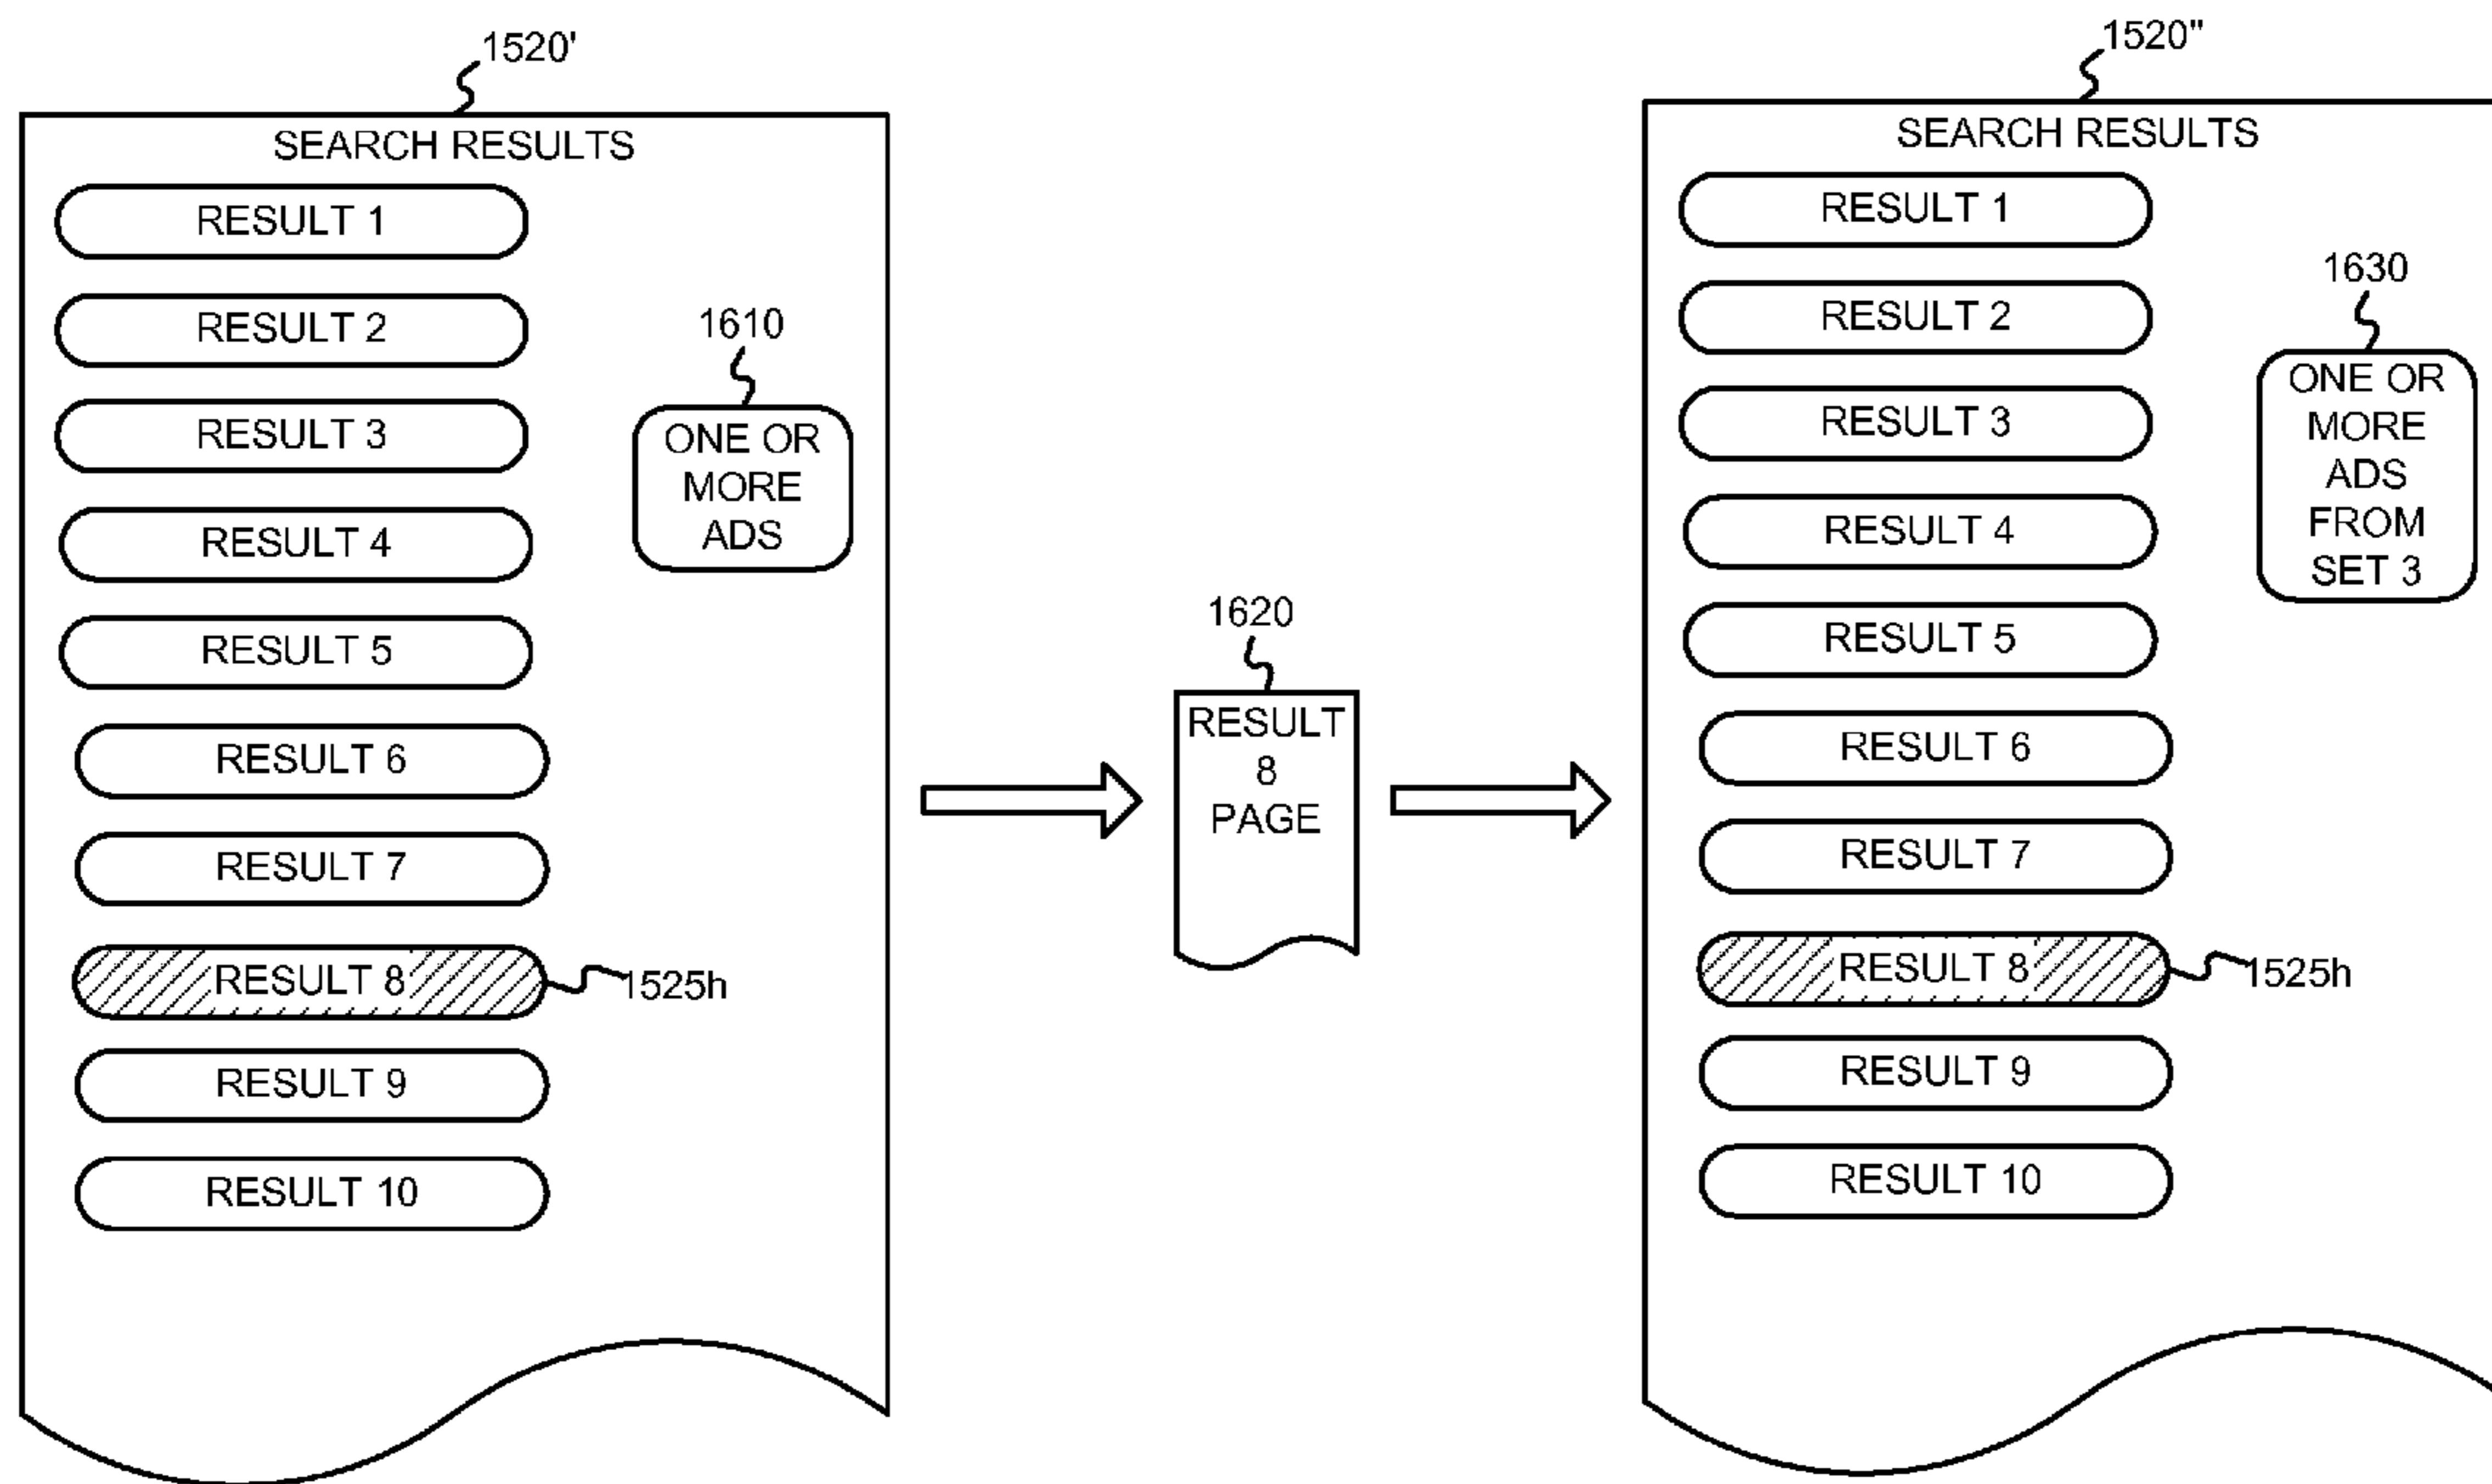 1520'
SEARCH RESULTS
RESULT 1
RESULT 2
RESULT 3
RESULT 4
RESULT 5
RESULT 6
RESULT 7
RESULT 8
1525h
RESULT 9
RESULT 10
1610
ONE OR
MORE
ADS
1620
RESULT
8
PAGE
1520"
SEARCH RESULTS
RESULT 1
RESULT 2
RESULT 3
RESULT 4
RESULT 5
RESULT 6
RESULT 7
RESULT 8
1525h
RESULT 9
RESULT 10
1630
ONE OR
MORE
ADS
FROM
SET 3